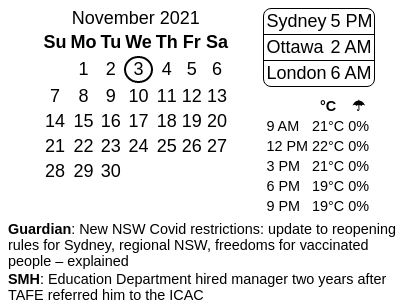 November 2021
Su Mo Tu We Th Fr Sa
1 2 3 4 5 6
7 8 9 10 11 12 13
14 15 16 17 18 19 20
21 22 23 24 25 26 27
28 29 30
Sydney 5 PM
Ottawa 2 AM
London 6 AM
°C ☂
9 AM 21°C 0%
12 PM 22°C 0%
3 PM 21°C 0%
6 PM 19°C 0%
9 PM 19°C 0%
Guardian: New NSW Covid restrictions: update to reopening
rules for Sydney, regional NSW, freedoms for vaccinated
people – explained
SMH: Education Department hired manager two years after
TAFE referred him to the ICAC